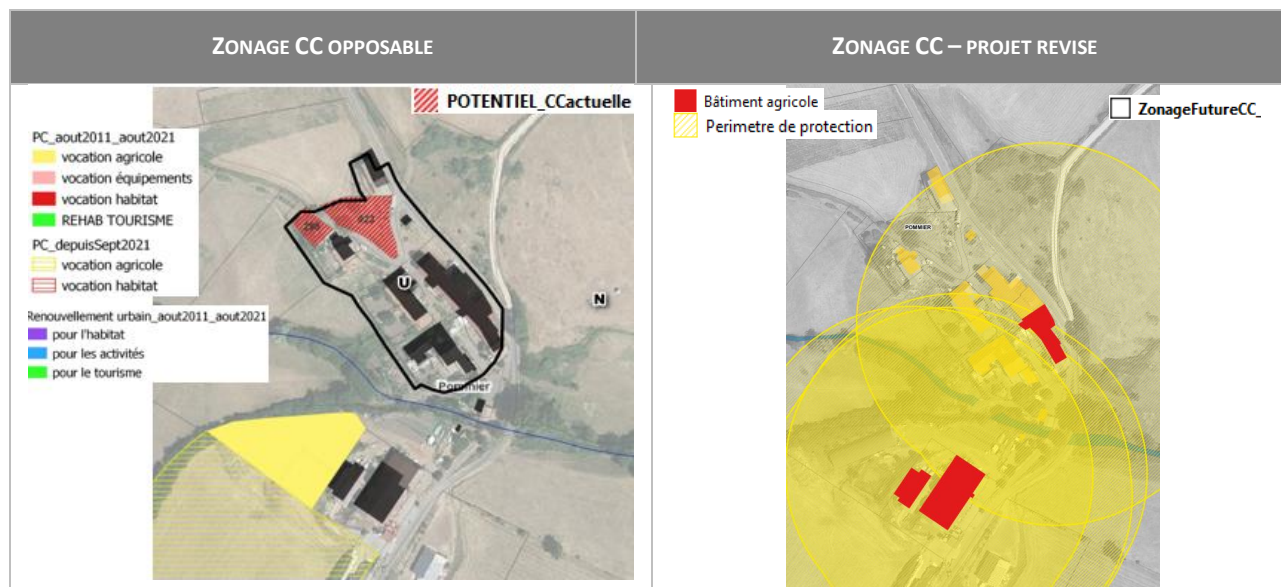 ZONAGE CC OPPOSABLE
ZONAGE CC – PROJET REVISE
POTENTIEL_CCactuelle
PC_aout2011_aout2021
vocation agricole
vocation équipements
vocation habitat
REHAB TOURISME
PC_depuisSept2021
vocation agricole
vocation habitat
Renouvellement urbain_aout2011_aout2021
pour l'habitat
pour les activités
pour le tourisme
U
N
Pommier
Bâtiment agricole
Perimetre de protection
ZonageFutureCC_
POMMIER